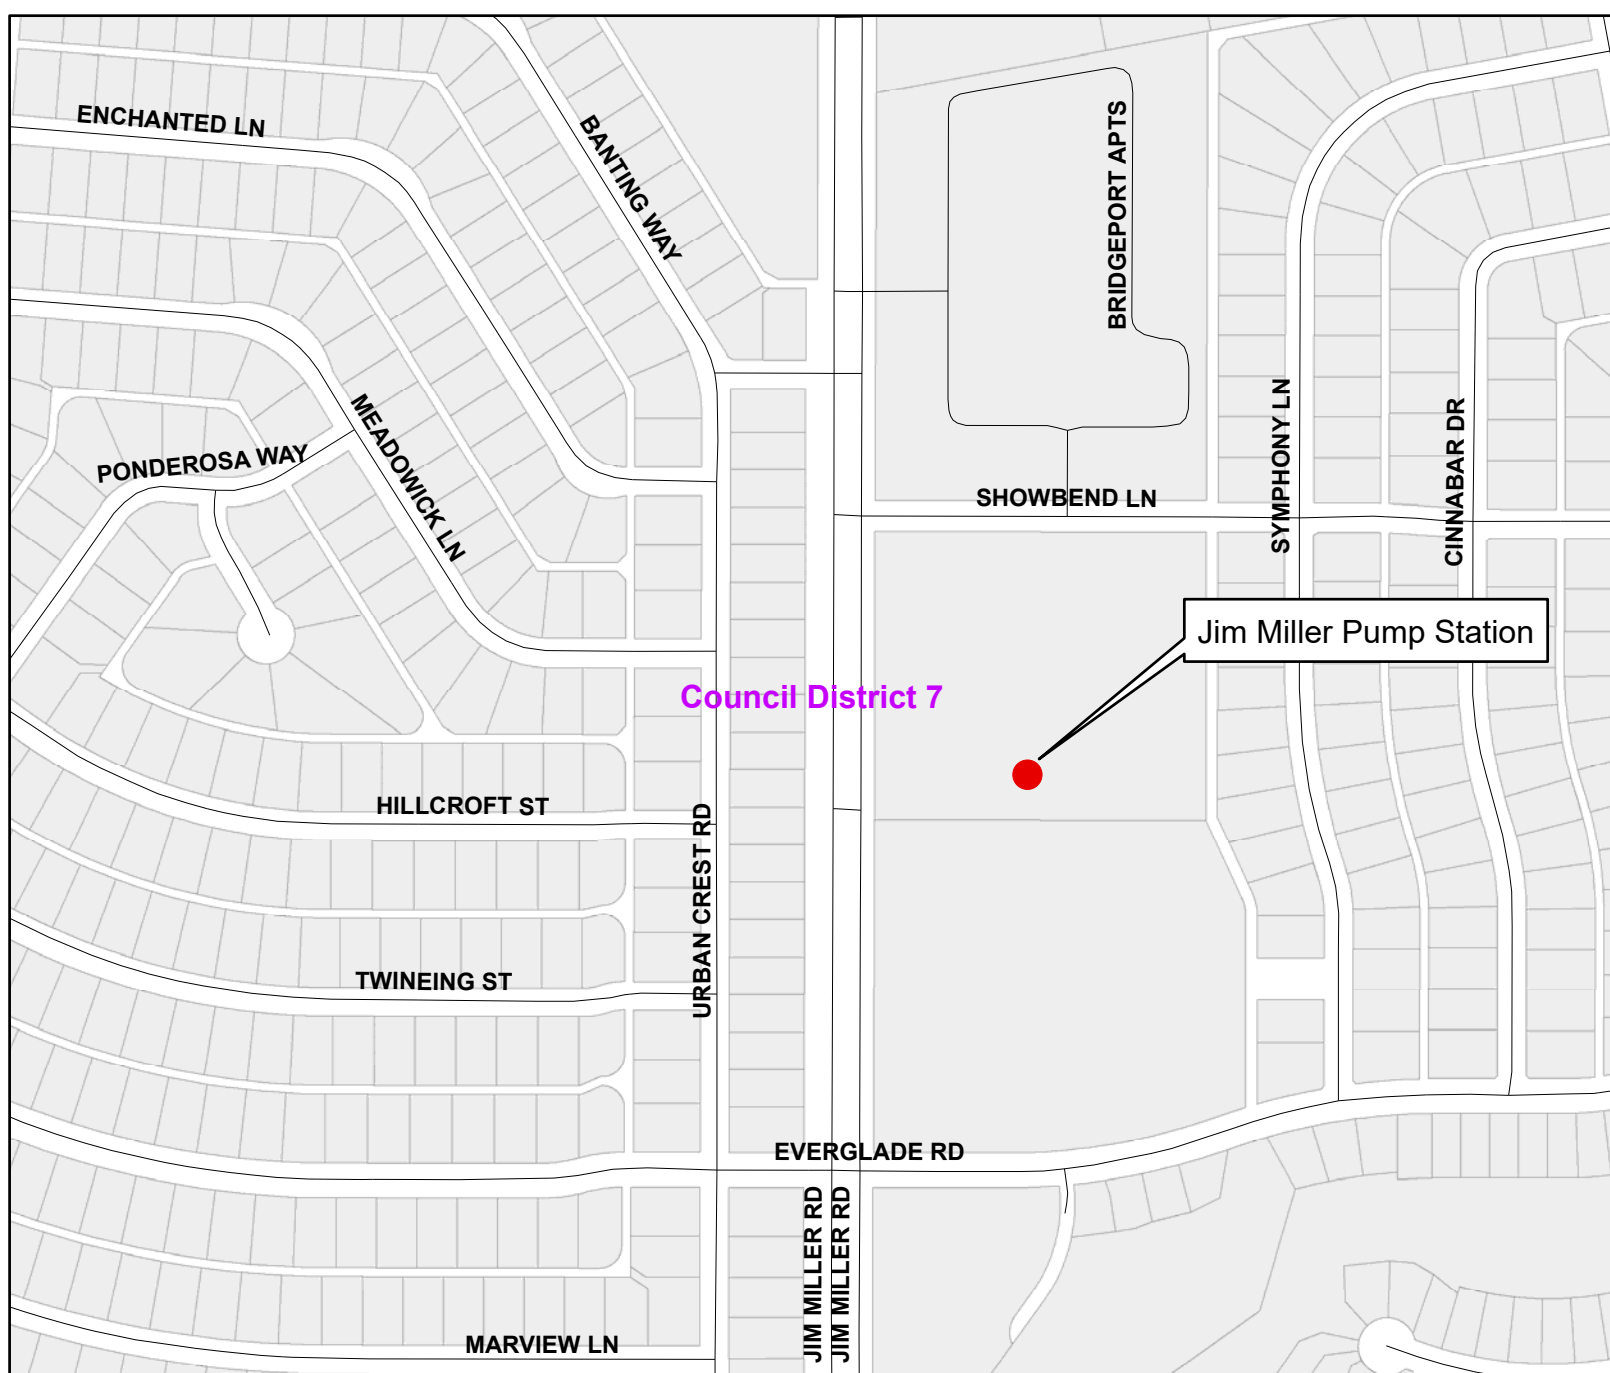 ENCHANTED LN
BANTING WAY
BRIDGEPORT APTS
MEADOWICK LN
PONDEROSA WAY
SYMPHONY LN
CINNABAR DR
SHOWBEND LN
Jim Miller Pump Station
Council District 7
HILLCROFT ST
URBAN CREST RD
TWINEING ST
EVERGLADE RD
JIM MILLER RD
JIM MILLER RD
MARVIEW LN